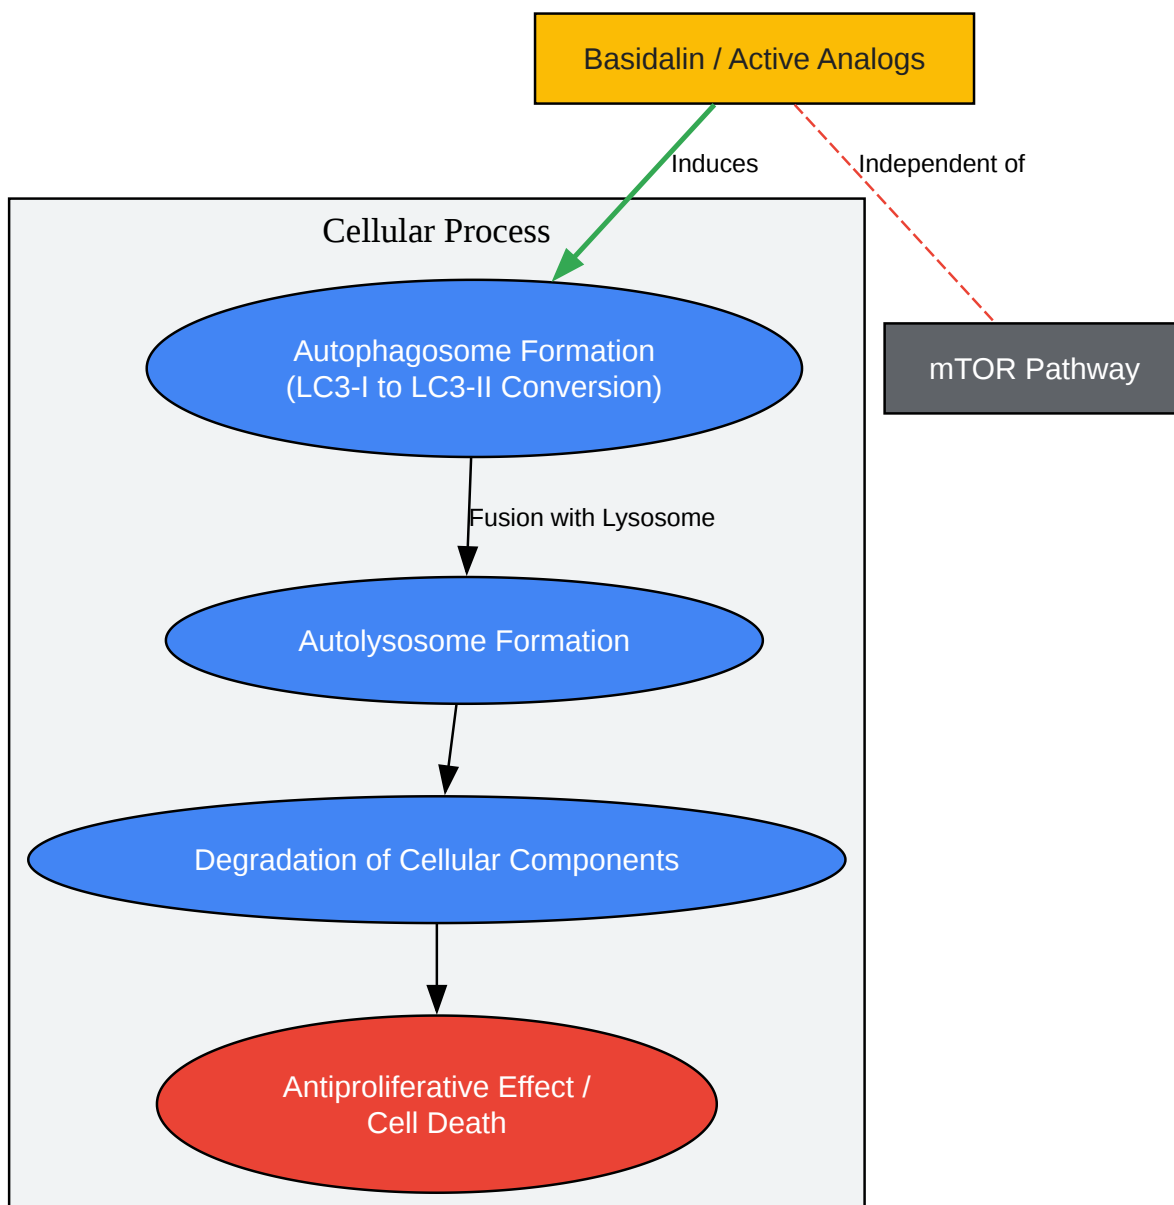 Basidalin / Active Analogs
Induces
Independent of
Cellular Process
Autophagosome Formation
(LC3-I to LC3-II Conversion)
mTOR Pathway
Fusion with Lysosome
Autolysosome Formation
Degradation of Cellular Components
Antiproliferative Effect /
Cell Death